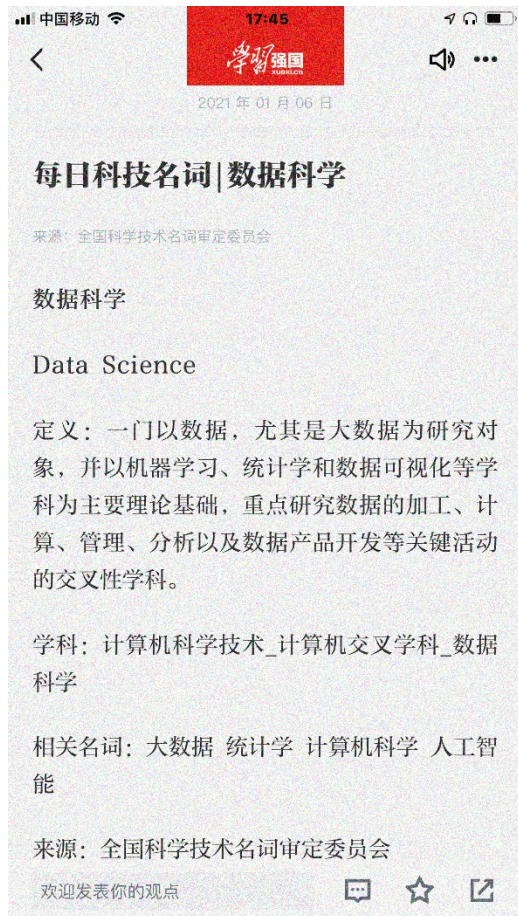 中国移动 17:45
学习强国
xuexi.cn
2021 年 01 月 06 日
每日科技名词|数据科学
来源：全国科学技术名词审定委员会
数据科学
Data Science
定义：一门以数据，尤其是大数据为研究对
象，并以机器学习、统计学和数据可视化等学
科为主要理论基础，重点研究数据的加工、计
算、管理、分析以及数据产品开发等关键活动
的交叉性学科。
学科：计算机科学技术_计算机交叉学科_数据
科学
相关名词：大数据 统计学 计算机科学 人工智
能
来源：全国科学技术名词审定委员会
欢迎发表你的观点